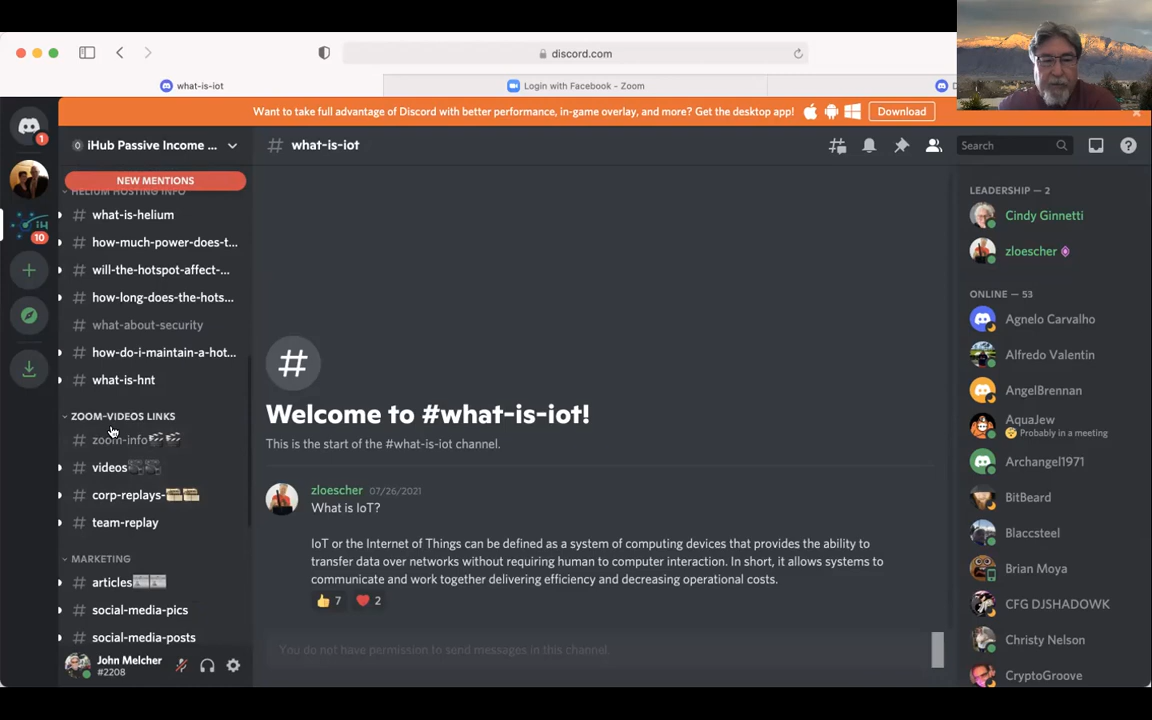 discord.com
what-is-iot
Login with Facebook - Zoom
D
Want to take full advantage of Discord with better performance, in-game overlay, and more? Get the desktop app!
Download
1
iHub Passive Income ...
# what-is-iot
Search
NEW MENTIONS
HELIUM HOSTING INFO
# what-is-helium
# how-much-power-does-t...
# will-the-hotspot-affect-...
# how-long-does-the-hots...
# what-about-security
# how-do-i-maintain-a-hot...
# what-is-hnt
ZOOM-VIDEOS LINKS
# zoom-info
# videos
# corp-replays-
# team-replay
MARKETING
# articles
# social-media-pics
# social-media-posts
John Melcher
#2208
iH
10
#
Welcome to #what-is-iot!
This is the start of the #what-is-iot channel.
zloescher 07/26/2021
What is IoT?
IoT or the Internet of Things can be defined as a system of computing devices that provides the ability to
transfer data over networks without requiring human to computer interaction. In short, it allows systems to
communicate and work together delivering efficiency and decreasing operational costs.
7 2
You do not have permission to send messages in this channel.
LEADERSHIP — 2
Cindy Ginnetti
zloescher
ONLINE — 53
Agnelo Carvalho
Alfredo Valentin
AngelBrennan
AquaJew
Probably in a meeting
Archangel1971
BitBeard
Blaccsteel
Brian Moya
CFG DJSHADOWK
Christy Nelson
CryptoGroove